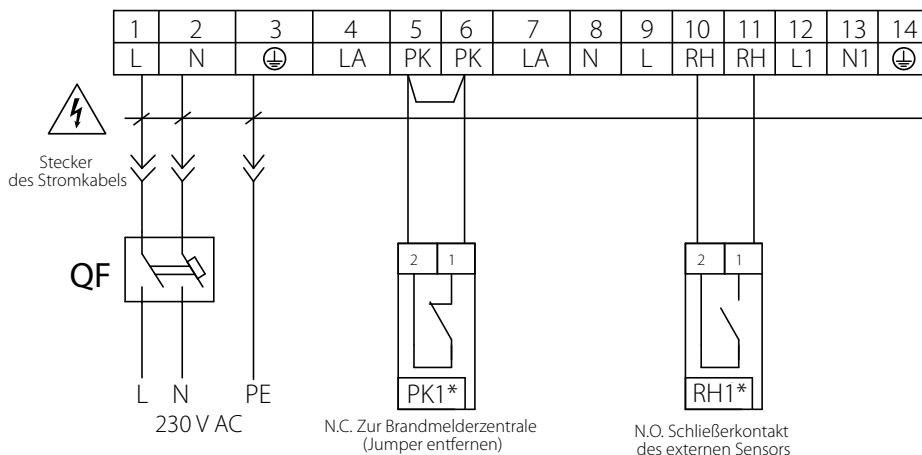 1 2 3 4 5 6 7 8 9 10 11 12 13 14
L N LA PK PK LA N L RH RH L1 N1
Stecker
des Stromkabels
2 1
2 1
QF
PK1*
RH1*
L N PE
230 V AC
N.C. Zur Brandmelderzentrale
(Jumper entfernen)
N.O. Schließerkontakt
des externen Sensors